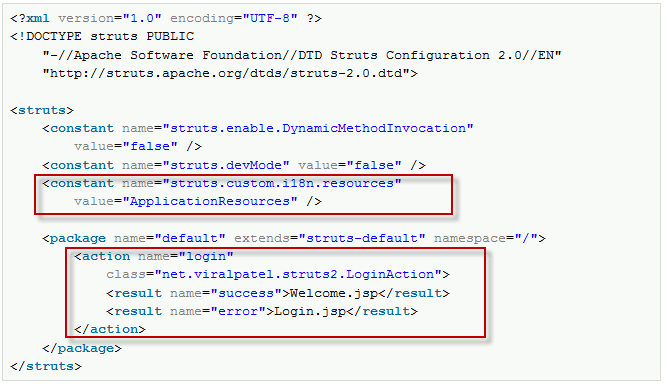 <?xml version="1.0" encoding="UTF-8" ?>
<!DOCTYPE struts PUBLIC
"-//Apache Software Foundation//DTD Struts Configuration 2.0//EN"
"http://struts.apache.org/dtds/struts-2.0.dtd">
<struts>
<constant name="struts.enable.DynamicMethodInvocation"
value="false" />
<constant name="struts.devMode" value="false" />
<constant name="struts.custom.i18n.resources"
value="ApplicationResources" />
<package name="default" extends="struts-default" namespace="/">
<action name="login"
class="net.viralpatel.struts2.LoginAction">
<result name="success">Welcome.jsp</result>
<result name="error">Login.jsp</result>
</action>
</package>
</struts>